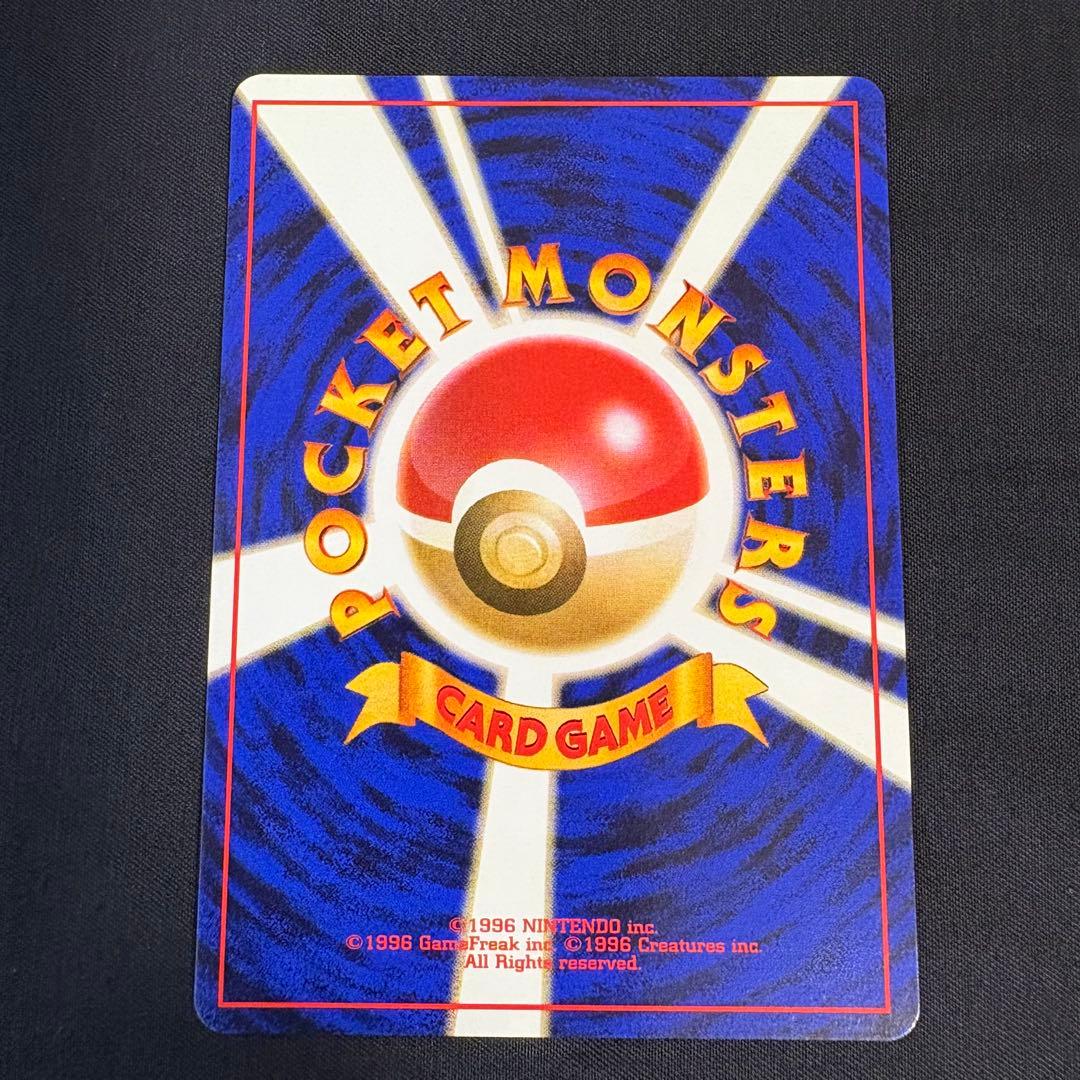 POCKET MONSTERS
CARD GAME
©1996 NINTENDO inc.
©1996 GameFreak inc. ©1996 Creatures inc.
All Rights reserved.